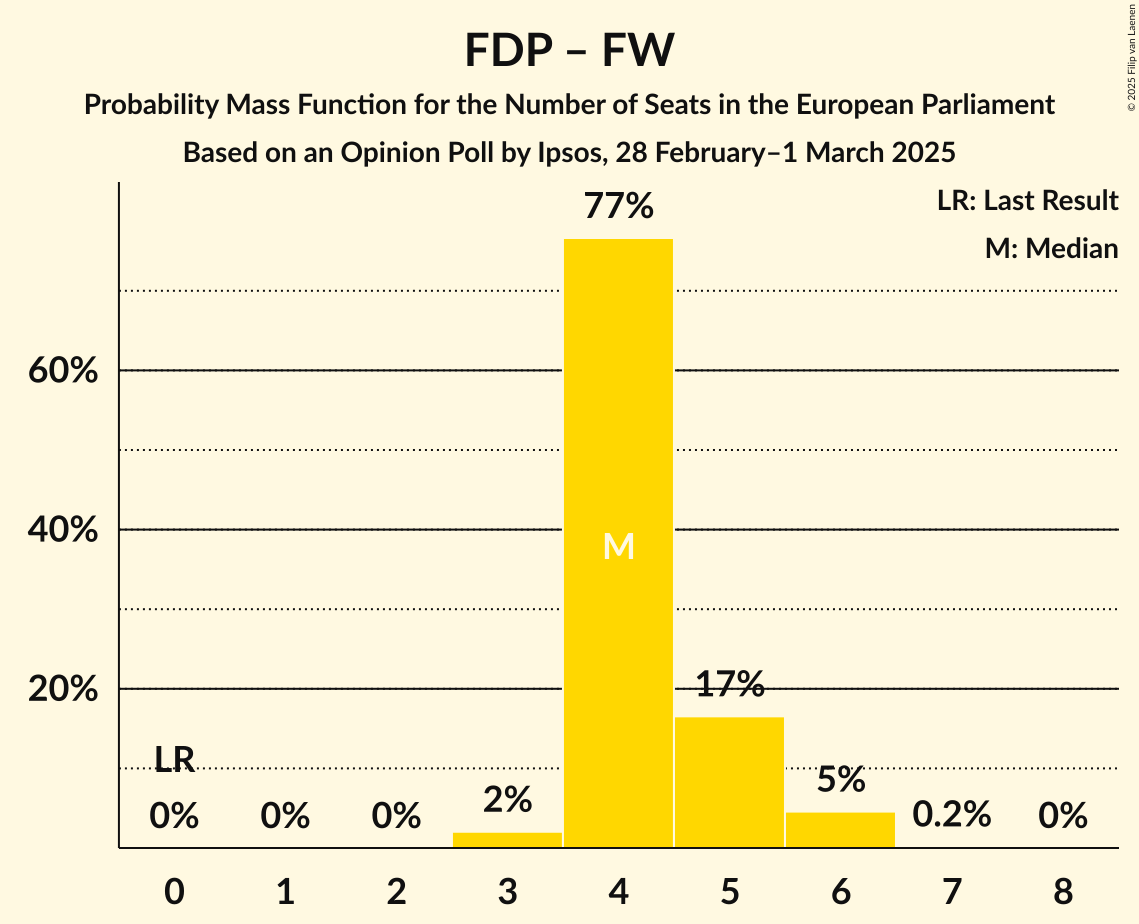 FDP – FW
Probability Mass Function for the Number of Seats in the European Parliament
Based on an Opinion Poll by Ipsos, 28 February–1 March 2025
© 2025 Filip van Laenen
LR: Last Result
M: Median
77%
60%
40%
M
20%
17%
LR
5%
2%
0%
0%
0%
0.2%
0%
0 1 2 3 4 5 6 7 8